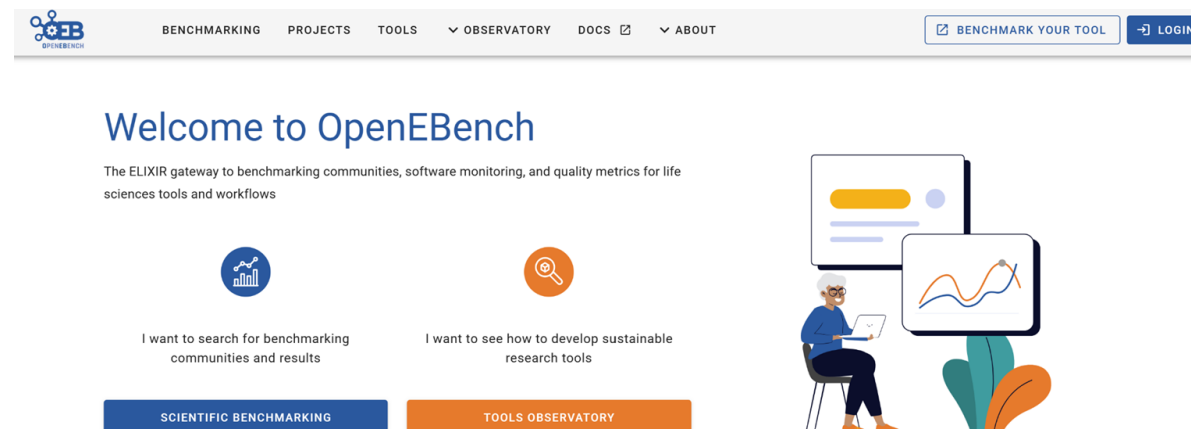 OEB
OPENEBENCH
BENCHMARKING PROJECTS TOOLS OBSERVATORY DOCS ABOUT BENCHMARK YOUR TOOL LOGIN
Welcome to OpenEBench
The ELIXIR gateway to benchmarking communities, software monitoring, and quality metrics for life
sciences tools and workflows
I want to search for benchmarking
communities and results
I want to see how to develop sustainable
research tools
SCIENTIFIC BENCHMARKING
TOOLS OBSERVATORY